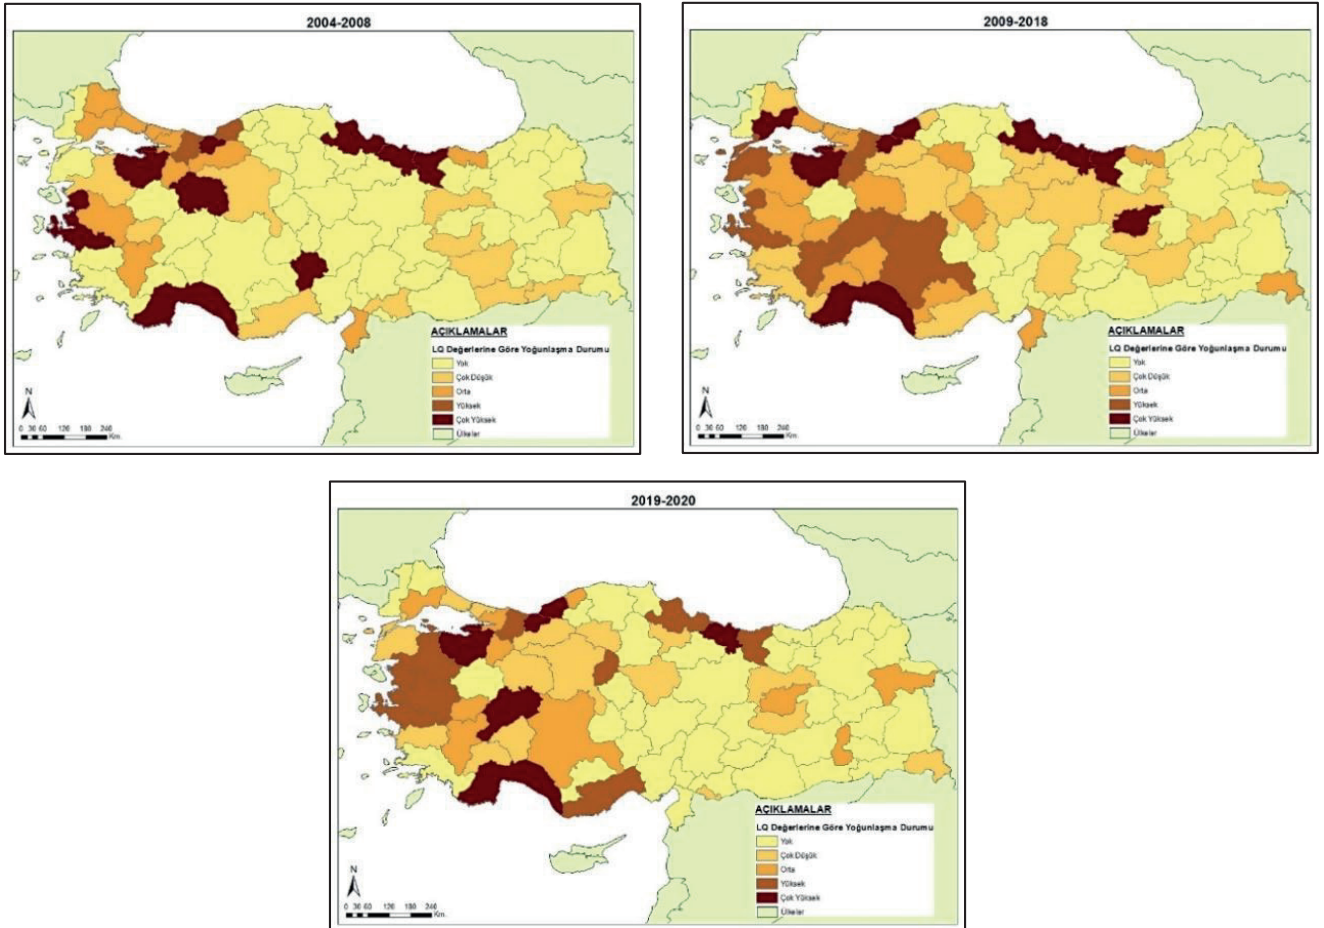 2004-2008
AÇIKLAMALAR
LQ Değerlerine Göre Yoğunlaşma Durumu
Yok
Çok Düşük
Orta
Yüksek
Çok Yüksek
Ülkeler
N
0 30 60 120 180 240
Km.
2009-2018
AÇIKLAMALAR
LQ Değerlerine Göre Yoğunlaşma Durumu
Yok
Çok Düşük
Orta
Yüksek
Çok Yüksek
Ülkeler
N
0 30 60 120 180 240
Km.
2019-2020
AÇIKLAMALAR
LQ Değerlerine Göre Yoğunlaşma Durumu
Yok
Çok Düşük
Orta
Yüksek
Çok Yüksek
Ülkeler
N
0 30 60 120 180 240
Km.